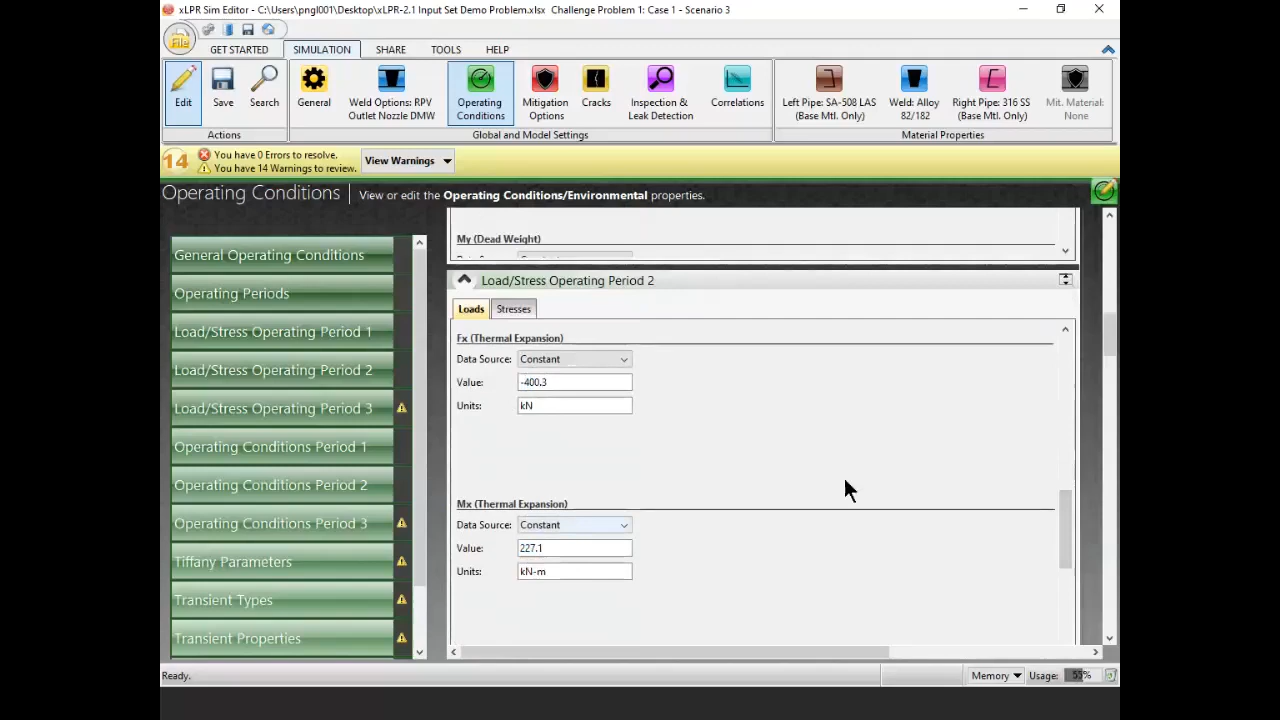 xLPR Sim Editor - C:\Users\pngl001\Desktop\xLPR-2.1 Input Set Demo Problem.xlsx   Challenge Problem 1: Case 1 - Scenario 3
File
GET STARTED SIMULATION SHARE TOOLS HELP
Edit
Save
Search
General
Weld Options: RPV
Outlet Nozzle DMW
Operating
Conditions
Mitigation
Options
Cracks
Inspection &
Leak Detection
Correlations
Left Pipe: SA-508 LAS
(Base Mtl. Only)
Weld: Alloy
82/182
Right Pipe: 316 SS
(Base Mtl. Only)
Mit. Material:
None
Actions
Global and Model Settings
Material Properties
14
You have 0 Errors to resolve.
You have 14 Warnings to review.
View Warnings
Operating Conditions
View or edit the Operating Conditions/Environmental properties.
General Operating Conditions
Operating Periods
Load/Stress Operating Period 1
Load/Stress Operating Period 2
Load/Stress Operating Period 3
Operating Conditions Period 1
Operating Conditions Period 2
Operating Conditions Period 3
Tiffany Parameters
Transient Types
Transient Properties
My (Dead Weight)
Load/Stress Operating Period 2
Loads Stresses
Fx (Thermal Expansion)
Data Source: Constant
Value: -400.3
Units: kN
Mx (Thermal Expansion)
Data Source: Constant
Value: 227.1
Units: kN-m
Ready.
Memory
Usage: 55%